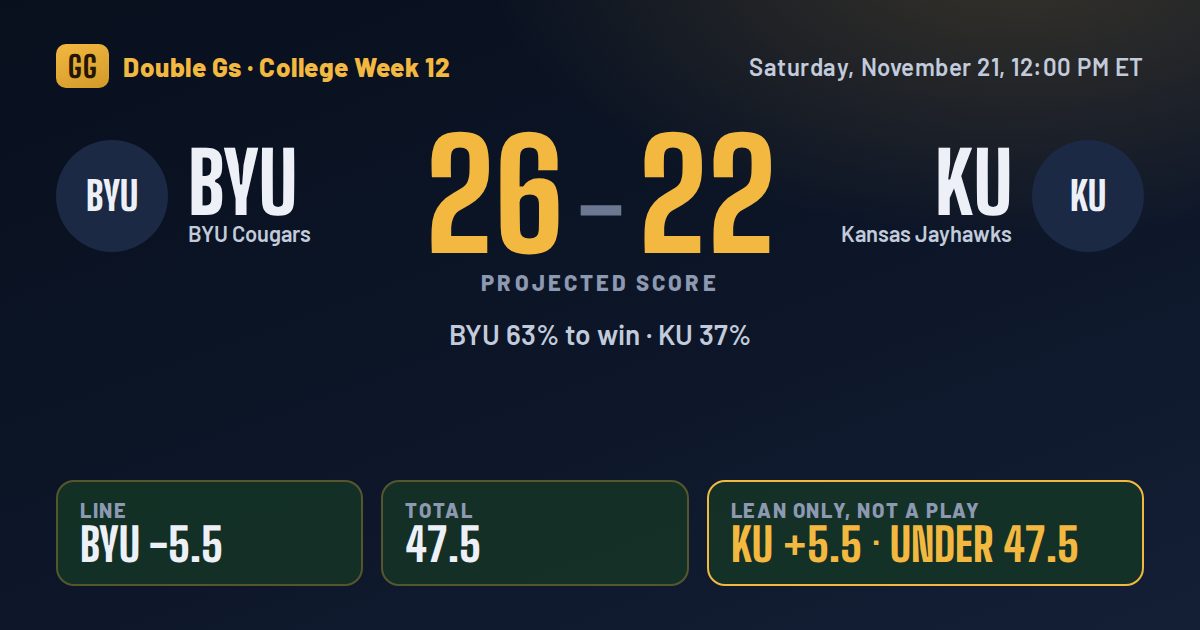 GG Double Gs · College Week 12
Saturday, November 21, 12:00 PM ET
BYU
BYU
BYU Cougars
26 – 22
PROJECTED SCORE
BYU 63% to win · KU 37%
KU
Kansas Jayhawks
KU
LINE
BYU −5.5
TOTAL
47.5
LEAN ONLY, NOT A PLAY
KU +5.5 · UNDER 47.5